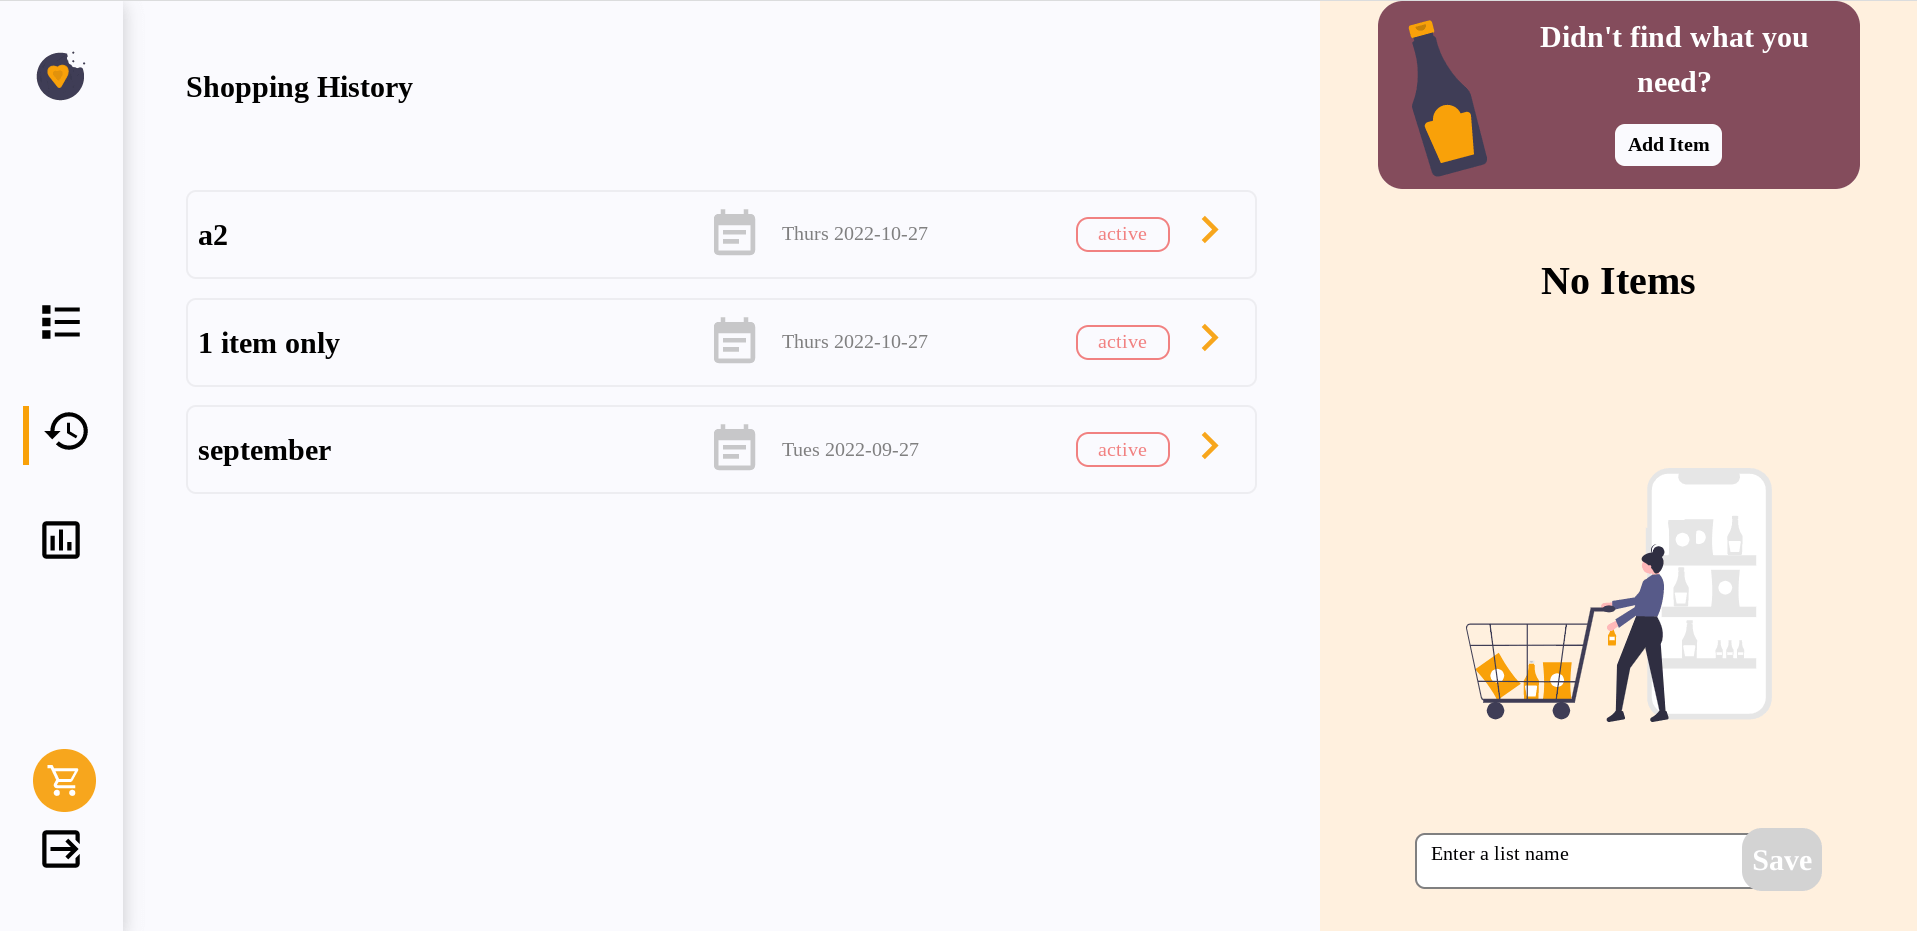 Shopping History
a2
Thurs 2022-10-27
active
1 item only
Thurs 2022-10-27
active
september
Tues 2022-09-27
active
Didn't find what you
need?
Add Item
No Items
Enter a list name
Save